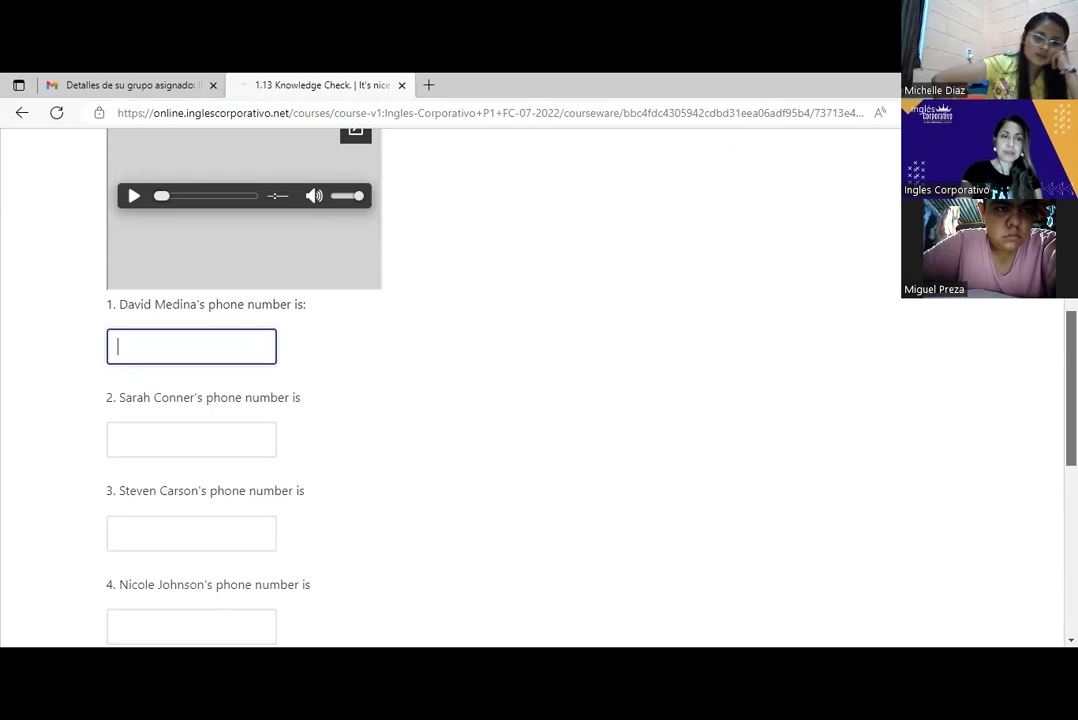 Detalles de su grupo asignado: I
1.13 Knowledge Check. | It's nice
https://online.inglescorporativo.net/courses/course-v1:Ingles-Corporativo+P1+FC-07-2022/courseware/bbc4fdc4305942cdbd31eea06adf95b4/73713e4...
1. David Medina's phone number is:
2. Sarah Conner's phone number is
3. Steven Carson's phone number is
4. Nicole Johnson's phone number is
Michelle Diaz
inglés
corporativo
Ingles Corporativo
Miguel Preza